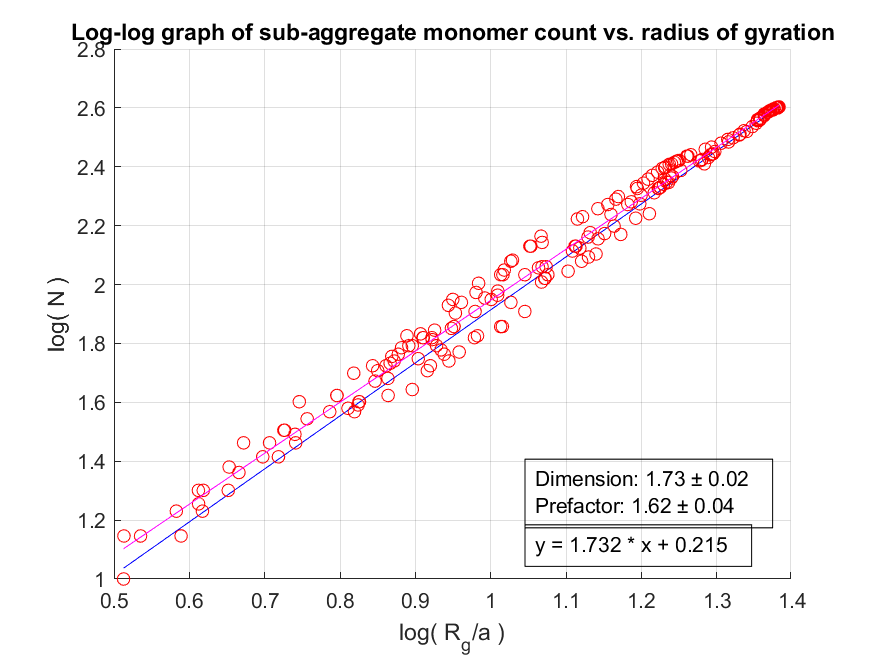 Log-log graph of sub-aggregate monomer count vs. radius of gyration
2.8
2.6
2.4
2.2
2
1.8
1.6
1.4
1.2
1
log( N )
Dimension: 1.73 ± 0.02
Prefactor: 1.62 ± 0.04
y = 1.732 * x + 0.215
0.5 0.6 0.7 0.8 0.9 1 1.1 1.2 1.3 1.4
log( Rg/a )